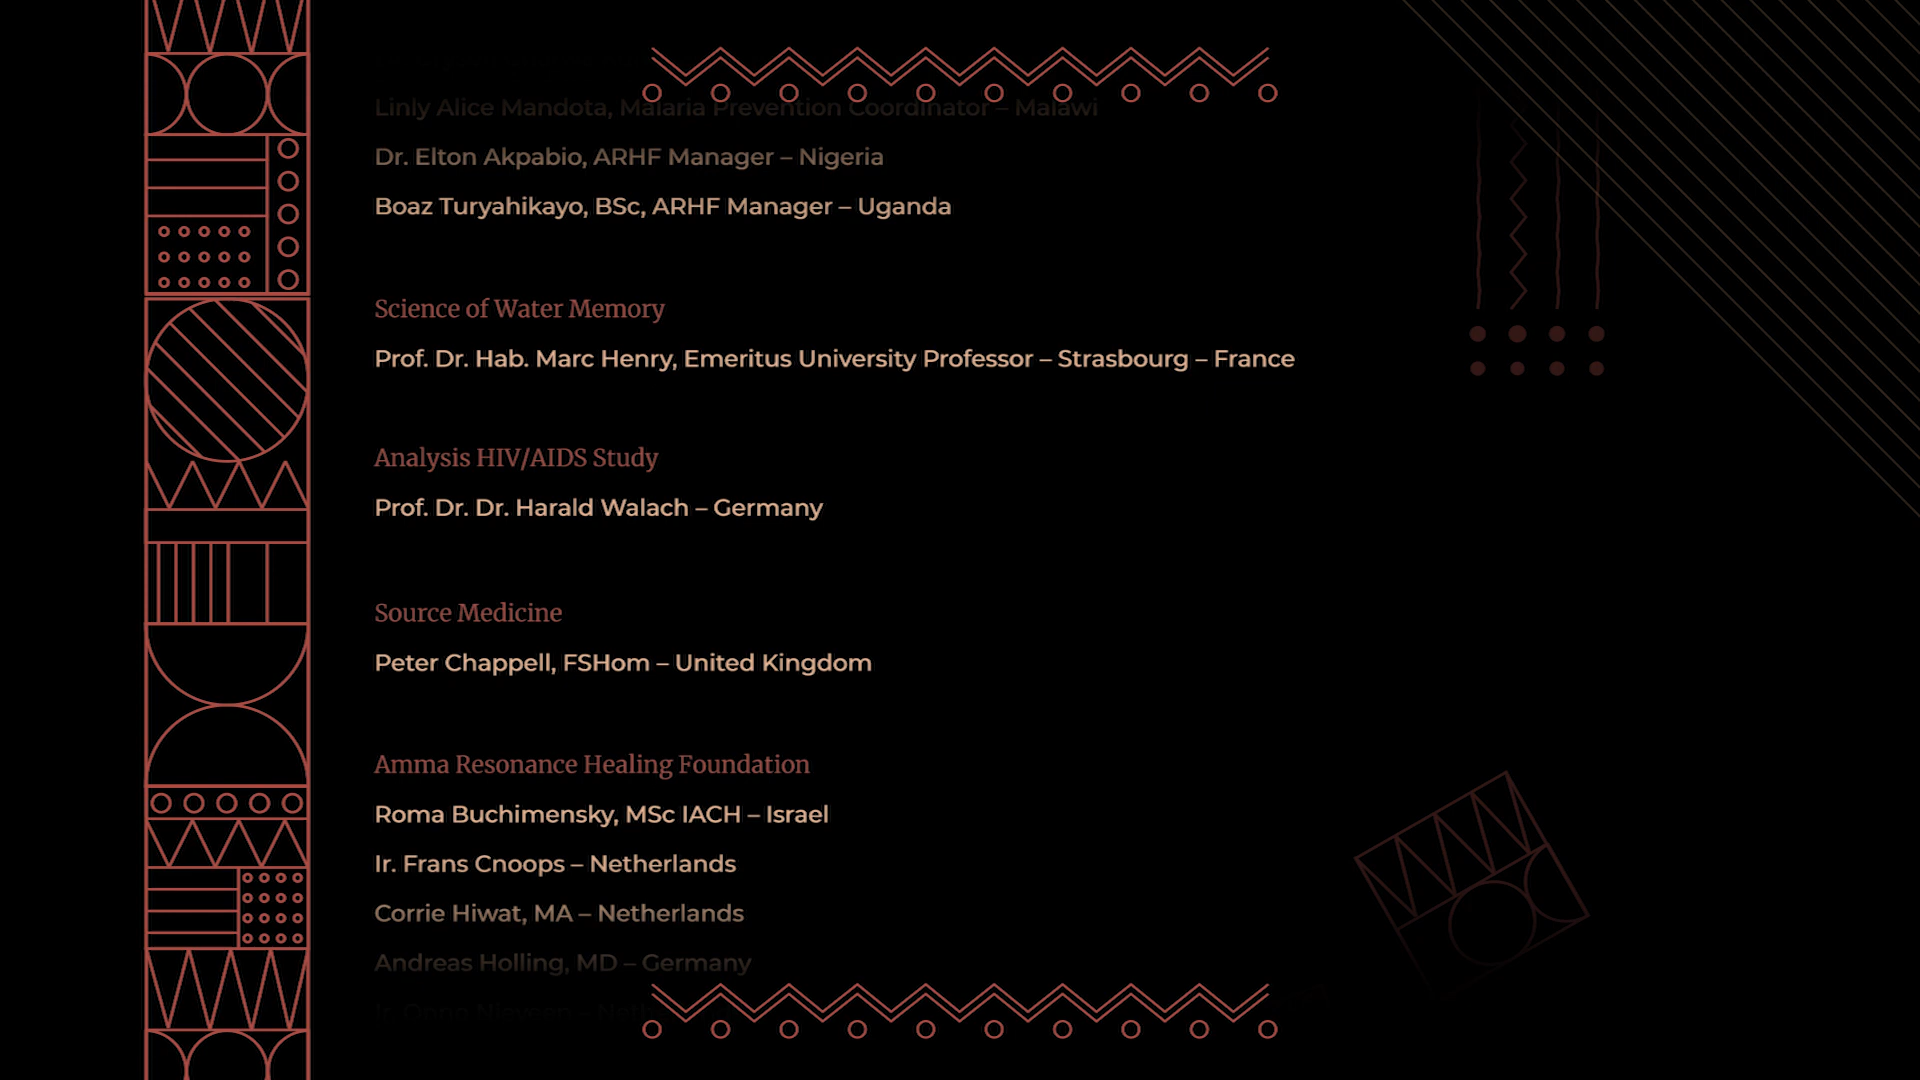 Linly Alice Mandota, Malaria Prevention Coordinator – Malawi
Dr. Elton Akpabio, ARHF Manager – Nigeria
Boaz Turyahikayo, BSc, ARHF Manager – Uganda
Science of Water Memory
Prof. Dr. Hab. Marc Henry, Emeritus University Professor – Strasbourg – France
Analysis HIV/AIDS Study
Prof. Dr. Dr. Harald Walach – Germany
Source Medicine
Peter Chappell, FSHom – United Kingdom
Amma Resonance Healing Foundation
Roma Buchimensky, MSc IACH – Israel
Ir. Frans Cnoops – Netherlands
Corrie Hiwat, MA – Netherlands
Andreas Holling, MD – Germany